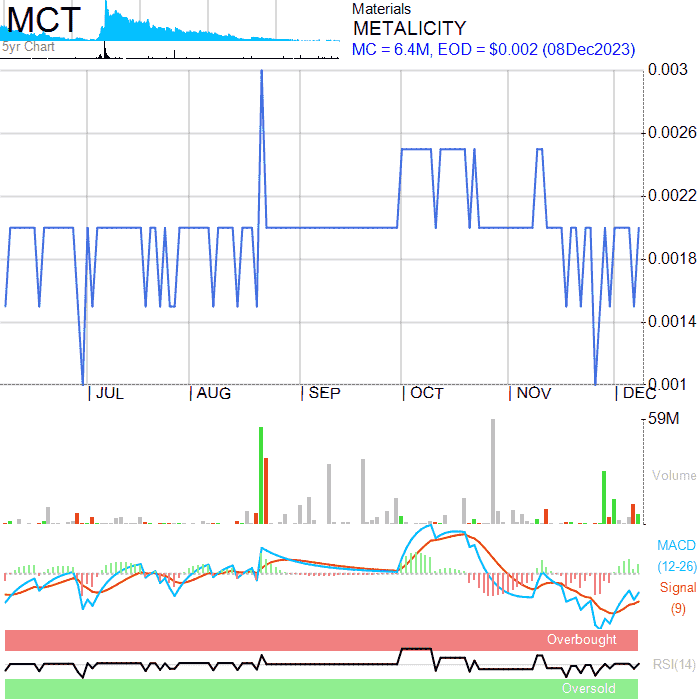 MCT
5yr Chart
Materials
METALICITY
MC = 6.4M, EOD = $0.002 (08Dec2023)
0.003
0.0026
0.0022
0.0018
0.0014
0.001
JUL AUG SEP OCT NOV DEC
59M
Volume
MACD
(12-26)
Signal
(9)
Overbought
RSI(14)
Oversold